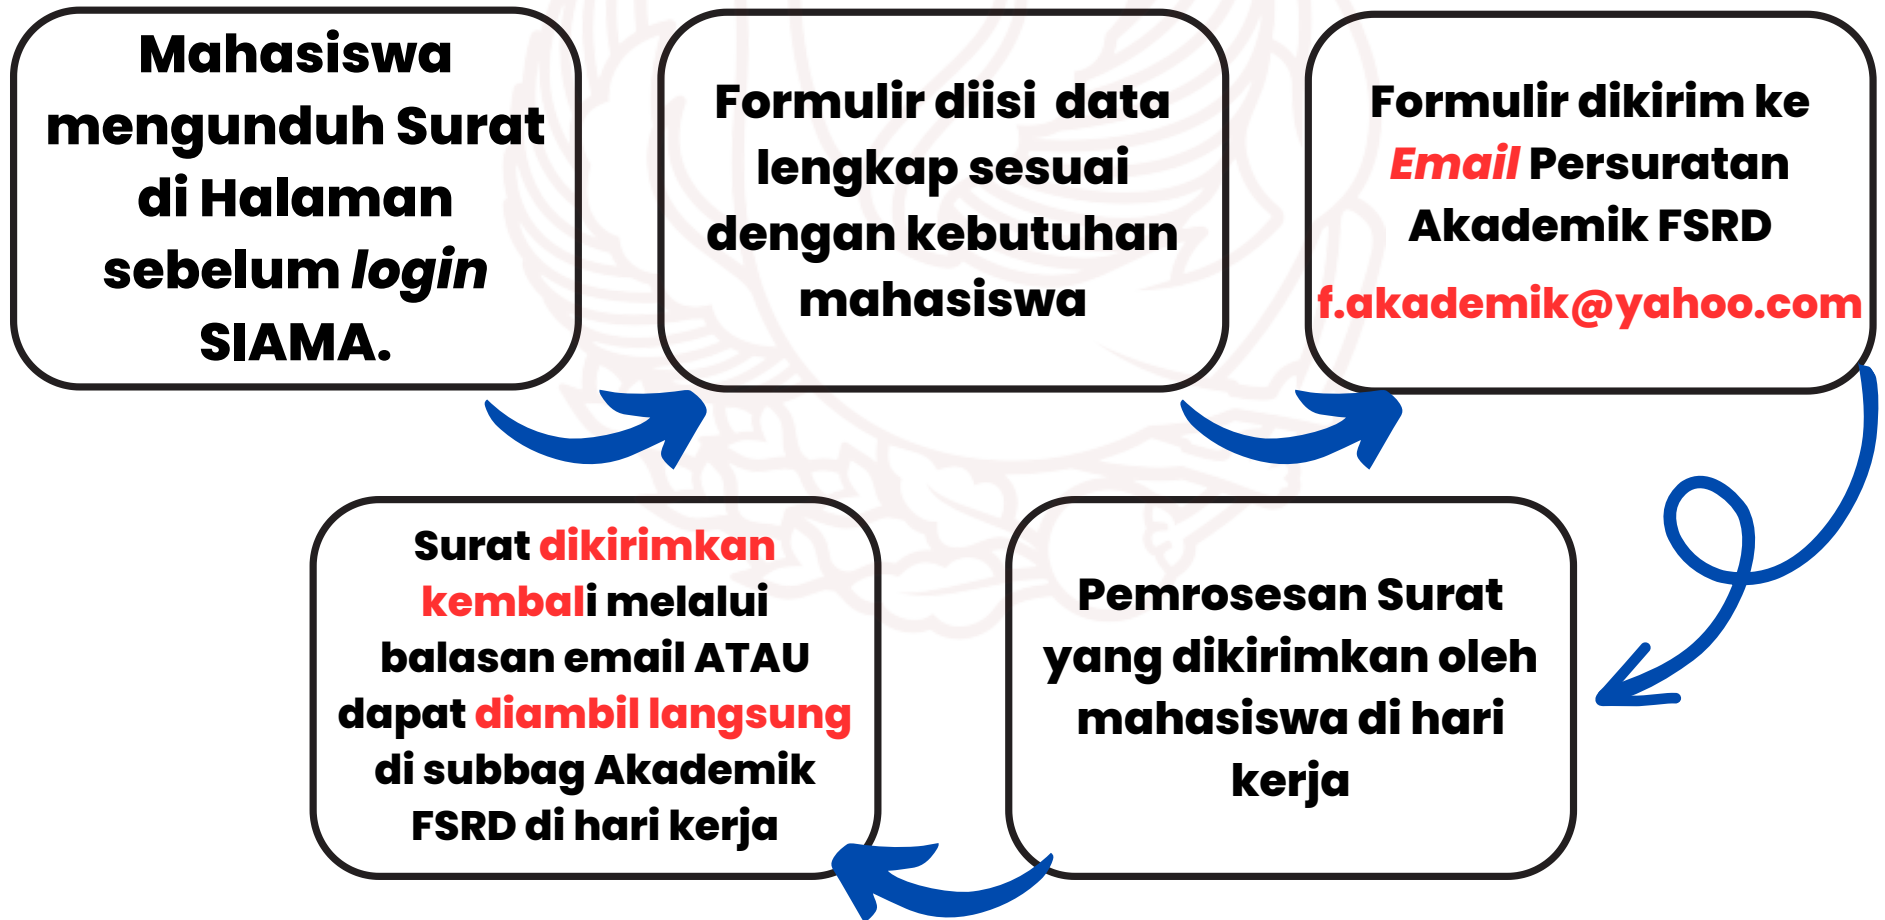 Mahasiswa
mengunduh Surat
di Halaman
sebelum login
SIAMA.
Formulir diisi data
lengkap sesuai
dengan kebutuhan
mahasiswa
Formulir dikirim ke
Email Persuratan
Akademik FSRD
f.akademik@yahoo.com
Pemrosesan Surat
yang dikirimkan oleh
mahasiswa di hari
kerja
Surat dikirimkan
kembali melalui
balasan email ATAU
dapat diambil langsung
di subbag Akademik
FSRD di hari kerja